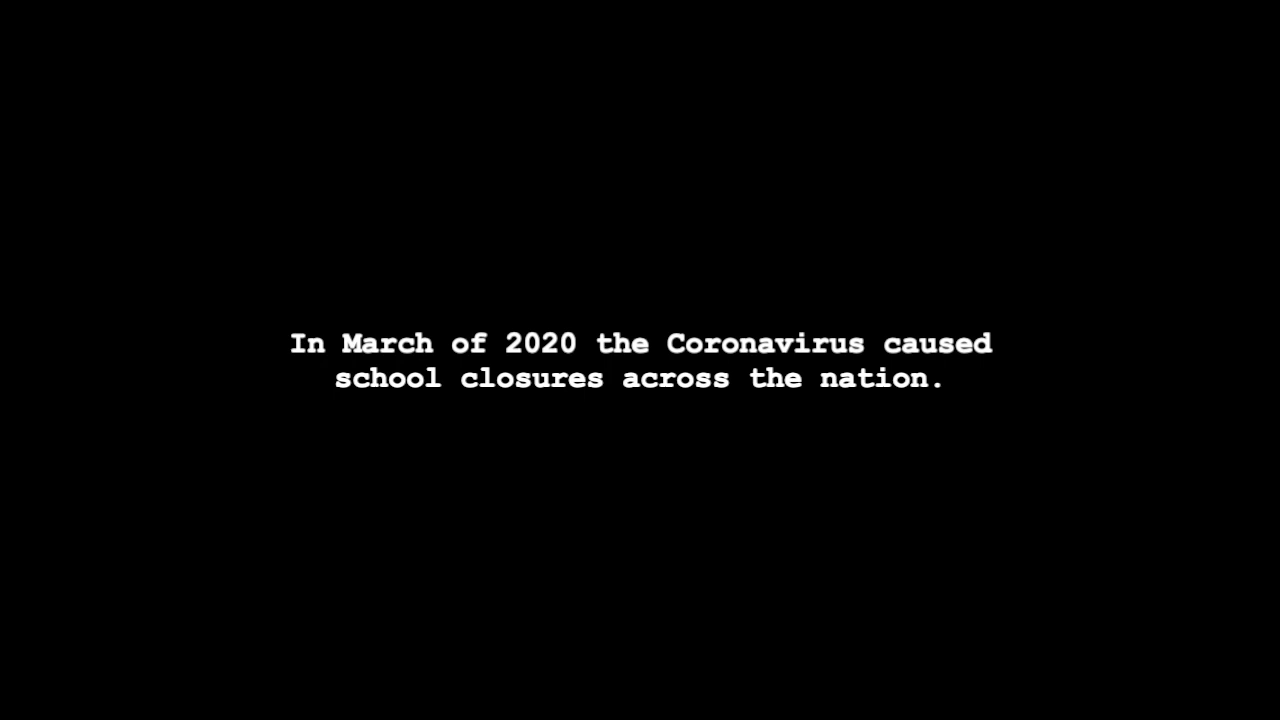 In March of 2020 the Coronavirus caused
school closures across the nation.